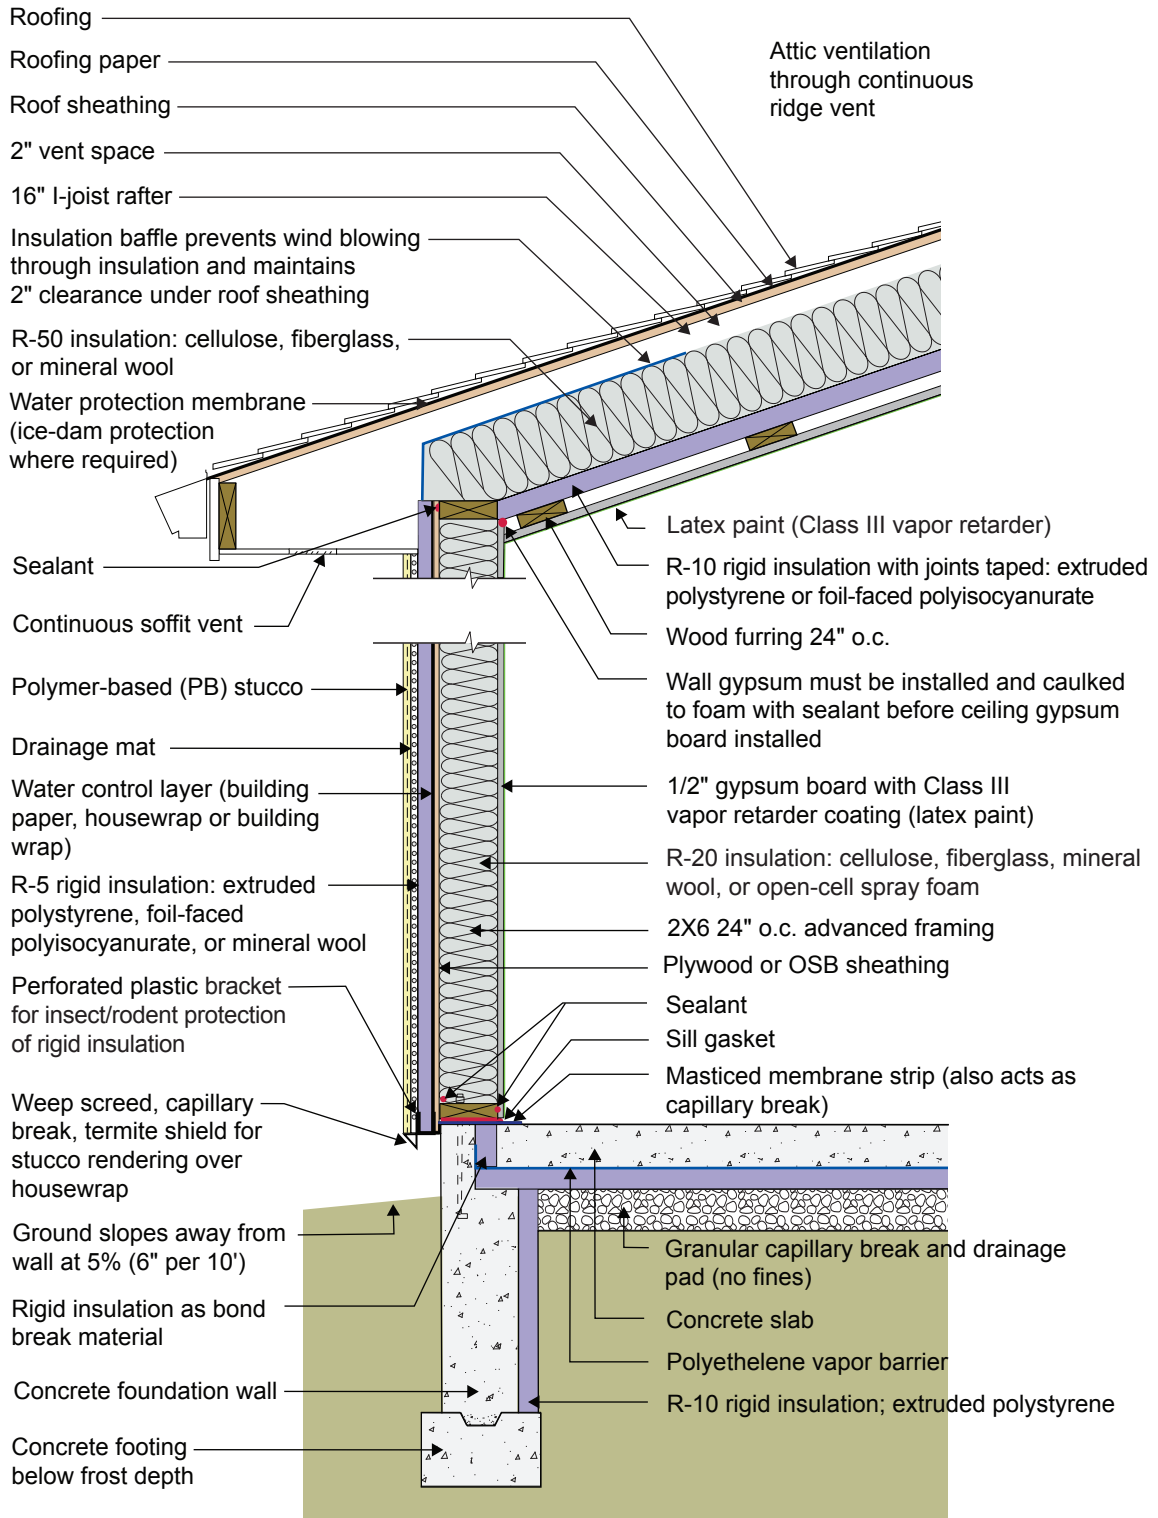 Roofing
Roofing paper
Roof sheathing
2" vent space
16" I-joist rafter
Insulation baffle prevents wind blowing
through insulation and maintains
2" clearance under roof sheathing
R-50 insulation: cellulose, fiberglass,
or mineral wool
Water protection membrane
(ice-dam protection
where required)
Sealant
Continuous soffit vent
Polymer-based (PB) stucco
Drainage mat
Water control layer (building
paper, housewrap or building
wrap)
R-5 rigid insulation: extruded
polystyrene, foil-faced
polyisocyanurate, or mineral wool
Perforated plastic bracket
for insect/rodent protection
of rigid insulation
Weep screed, capillary
break, termite shield for
stucco rendering over
housewrap
Ground slopes away from
wall at 5% (6" per 10')
Rigid insulation as bond
break material
Concrete foundation wall
Concrete footing
below frost depth
Attic ventilation
through continuous
ridge vent
Latex paint (Class III vapor retarder)
R-10 rigid insulation with joints taped: extruded
polystyrene or foil-faced polyisocyanurate
Wood furring 24" o.c.
Wall gypsum must be installed and caulked
to foam with sealant before ceiling gypsum
board installed
1/2" gypsum board with Class III
vapor retarder coating (latex paint)
R-20 insulation: cellulose, fiberglass, mineral
wool, or open-cell spray foam
2X6 24" o.c. advanced framing
Plywood or OSB sheathing
Sealant
Sill gasket
Masticed membrane strip (also acts as
capillary break)
Granular capillary break and drainage
pad (no fines)
Concrete slab
Polyethelene vapor barrier
R-10 rigid insulation; extruded polystyrene